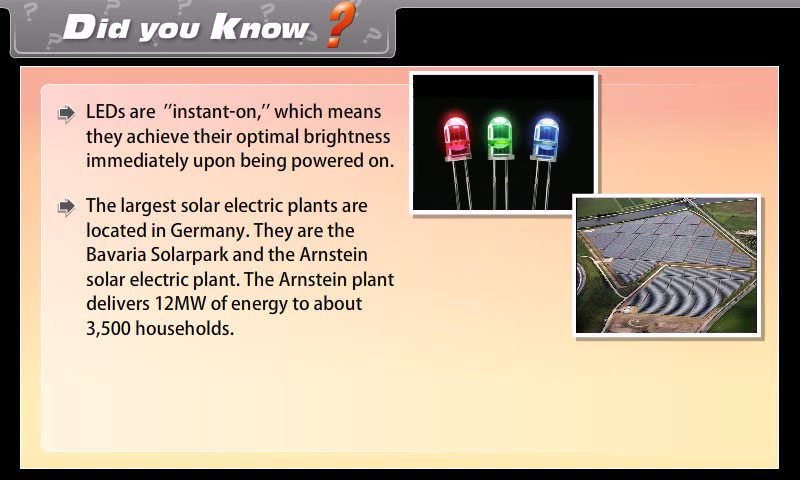 Did you Know ?
LEDs are "instant-on," which means
they achieve their optimal brightness
immediately upon being powered on.
The largest solar electric plants are
located in Germany. They are the
Bavaria Solarpark and the Arnstein
solar electric plant. The Arnstein plant
delivers 12MW of energy to about
3,500 households.